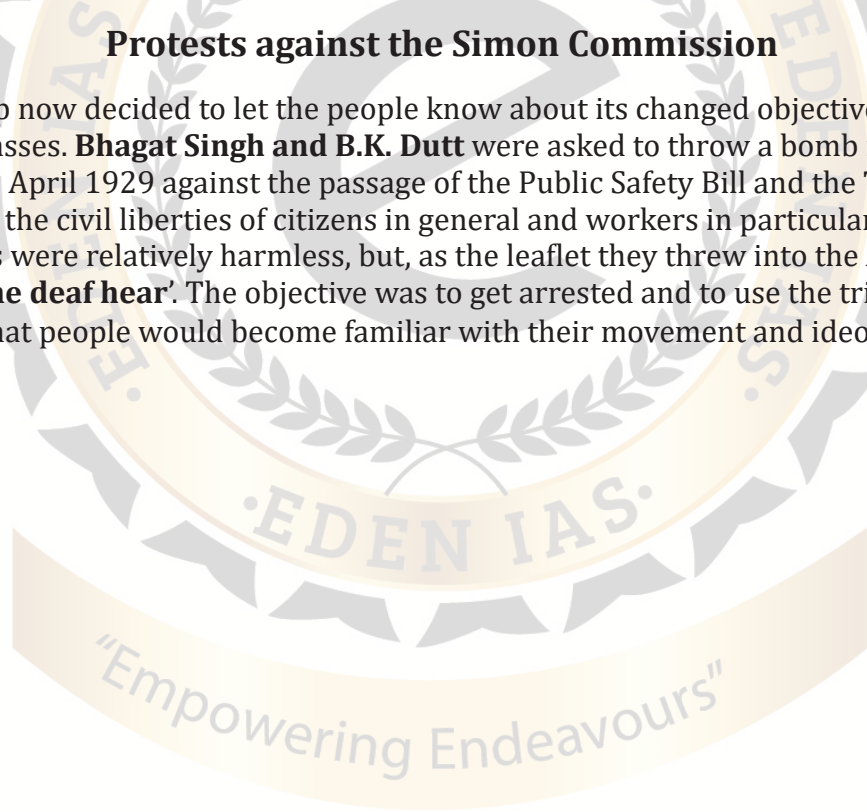 Protests against the Simon Commission
p now decided to let the people know about its changed objective
asses. Bhagat Singh and B.K. Dutt were asked to throw a bomb
April 1929 against the passage of the Public Safety Bill and the T
the civil liberties of citizens in general and workers in particular
s were relatively harmless, but, as the leaflet they threw into the
ne deaf hear’. The objective was to get arrested and to use the tri
hat people would become familiar with their movement and ideo
·EDEN IAS·
"Empowering Endeavours"